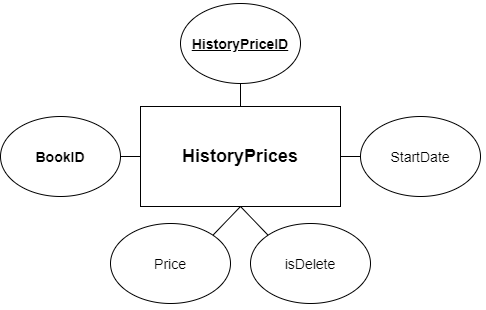 HistoryPriceID
BookID
HistoryPrices
StartDate
Price
isDelete